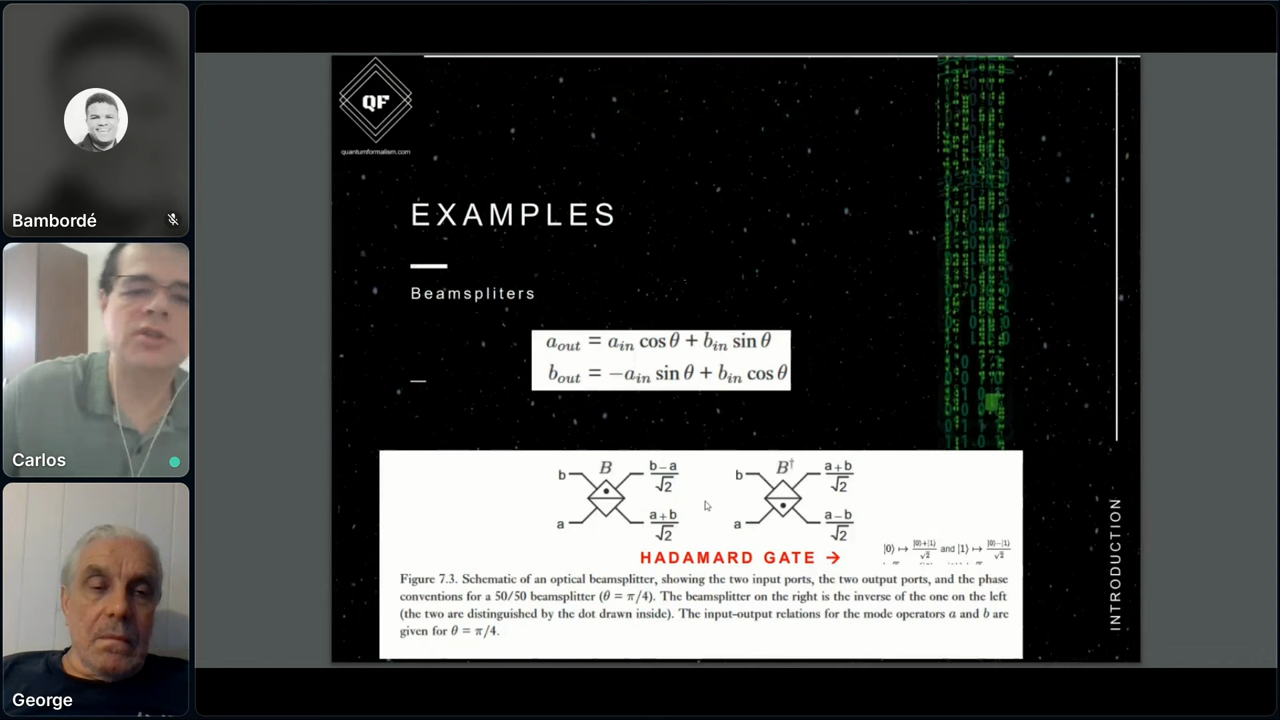 Bambordé
Carlos
George
QF
quantumformalism.com
EXAMPLES
Beamspliters
a_out = a_in cos θ + b_in sin θ
b_out = −a_in sin θ + b_in cos θ
b B b−a/√2
a a+b/√2
b B† a+b/√2
a a−b/√2
HADAMARD GATE →
|0⟩ ↦ |0⟩+|1⟩/√2 and |1⟩ ↦ |0⟩−|1⟩/√2
Figure 7.3. Schematic of an optical beamsplitter, showing the two input ports, the two output ports, and the phase
conventions for a 50/50 beamsplitter (θ = π/4). The beamsplitter on the right is the inverse of the one on the left
(the two are distinguished by the dot drawn inside). The input-output relations for the mode operators a and b are
given for θ = π/4.
INTRODUCTION